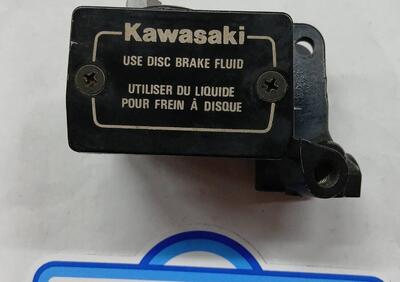 Kawasaki
USE DISC BRAKE FLUID
UTILISER DU LIQUIDE
POUR FREIN À DISQUE